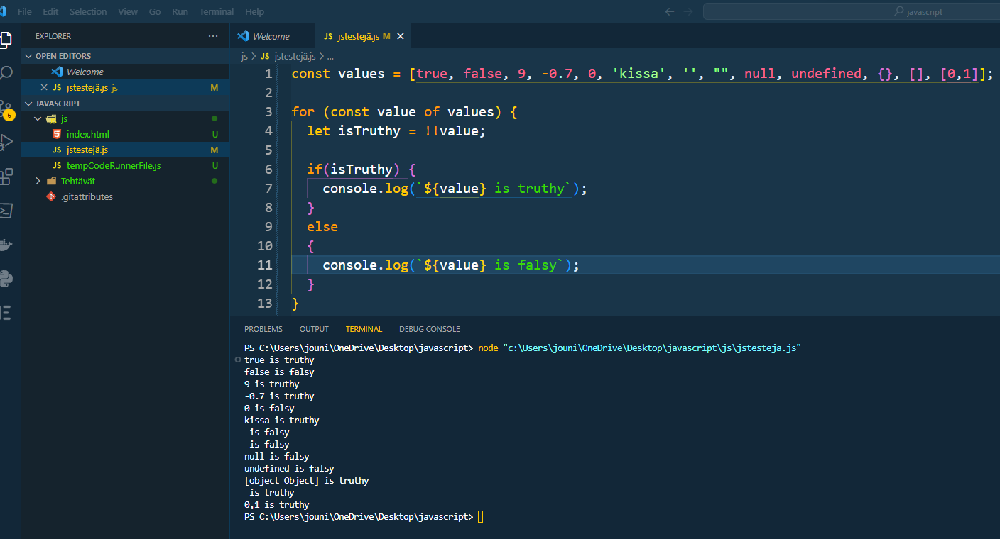 File Edit Selection View Go Run Terminal Help
javascript
EXPLORER
Welcome
JS jstestejä.js M
OPEN EDITORS
Welcome
JS jstestejä.js js M
JAVASCRIPT
js
index.html U
JS jstestejä.js M
JS tempCodeRunnerFile.js U
Tehtävät
.gitattributes
6
js > JS jstestejä.js > ...
1 const values = [true, false, 9, -0.7, 0, 'kissa', '', "", null, undefined, {}, [], [0,1]];
2
3 for (const value of values) {
4 let isTruthy = !!value;
5
6 if(isTruthy) {
7 console.log(`${value} is truthy`);
8 }
9 else
10 {
11 console.log(`${value} is falsy`);
12 }
13 }
PROBLEMS OUTPUT TERMINAL DEBUG CONSOLE
PS C:\Users\jouni\OneDrive\Desktop\javascript> node "c:\Users\jouni\OneDrive\Desktop\javascript\js\jstestejä.js"
true is truthy
false is falsy
9 is truthy
-0.7 is truthy
0 is falsy
kissa is truthy
is falsy
is falsy
null is falsy
undefined is falsy
[object Object] is truthy
is truthy
0,1 is truthy
PS C:\Users\jouni\OneDrive\Desktop\javascript>